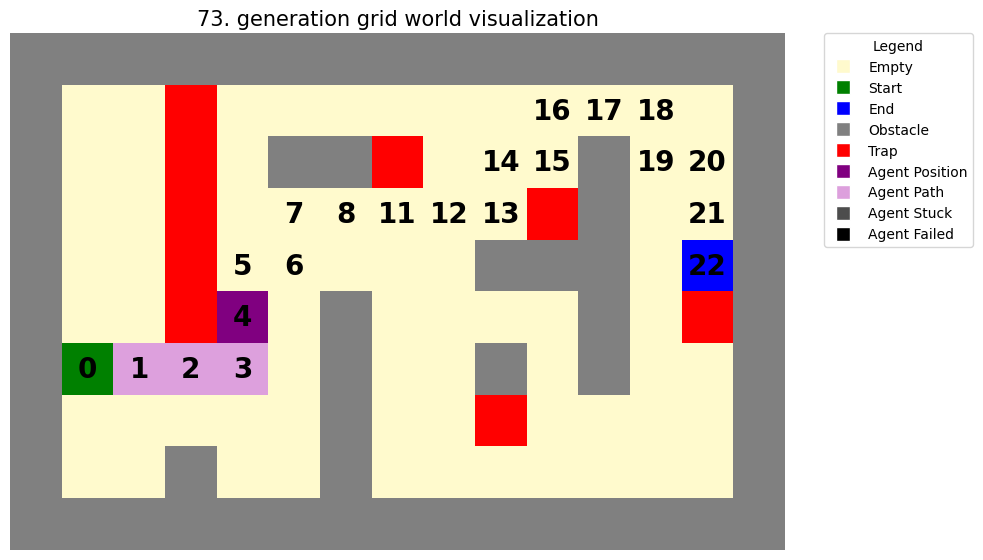 73. generation grid world visualization
16 17 18
14 15 19 20
7 8 11 12 13 21
5 6 22
4
0 1 2 3
Legend
Empty
Start
End
Obstacle
Trap
Agent Position
Agent Path
Agent Stuck
Agent Failed